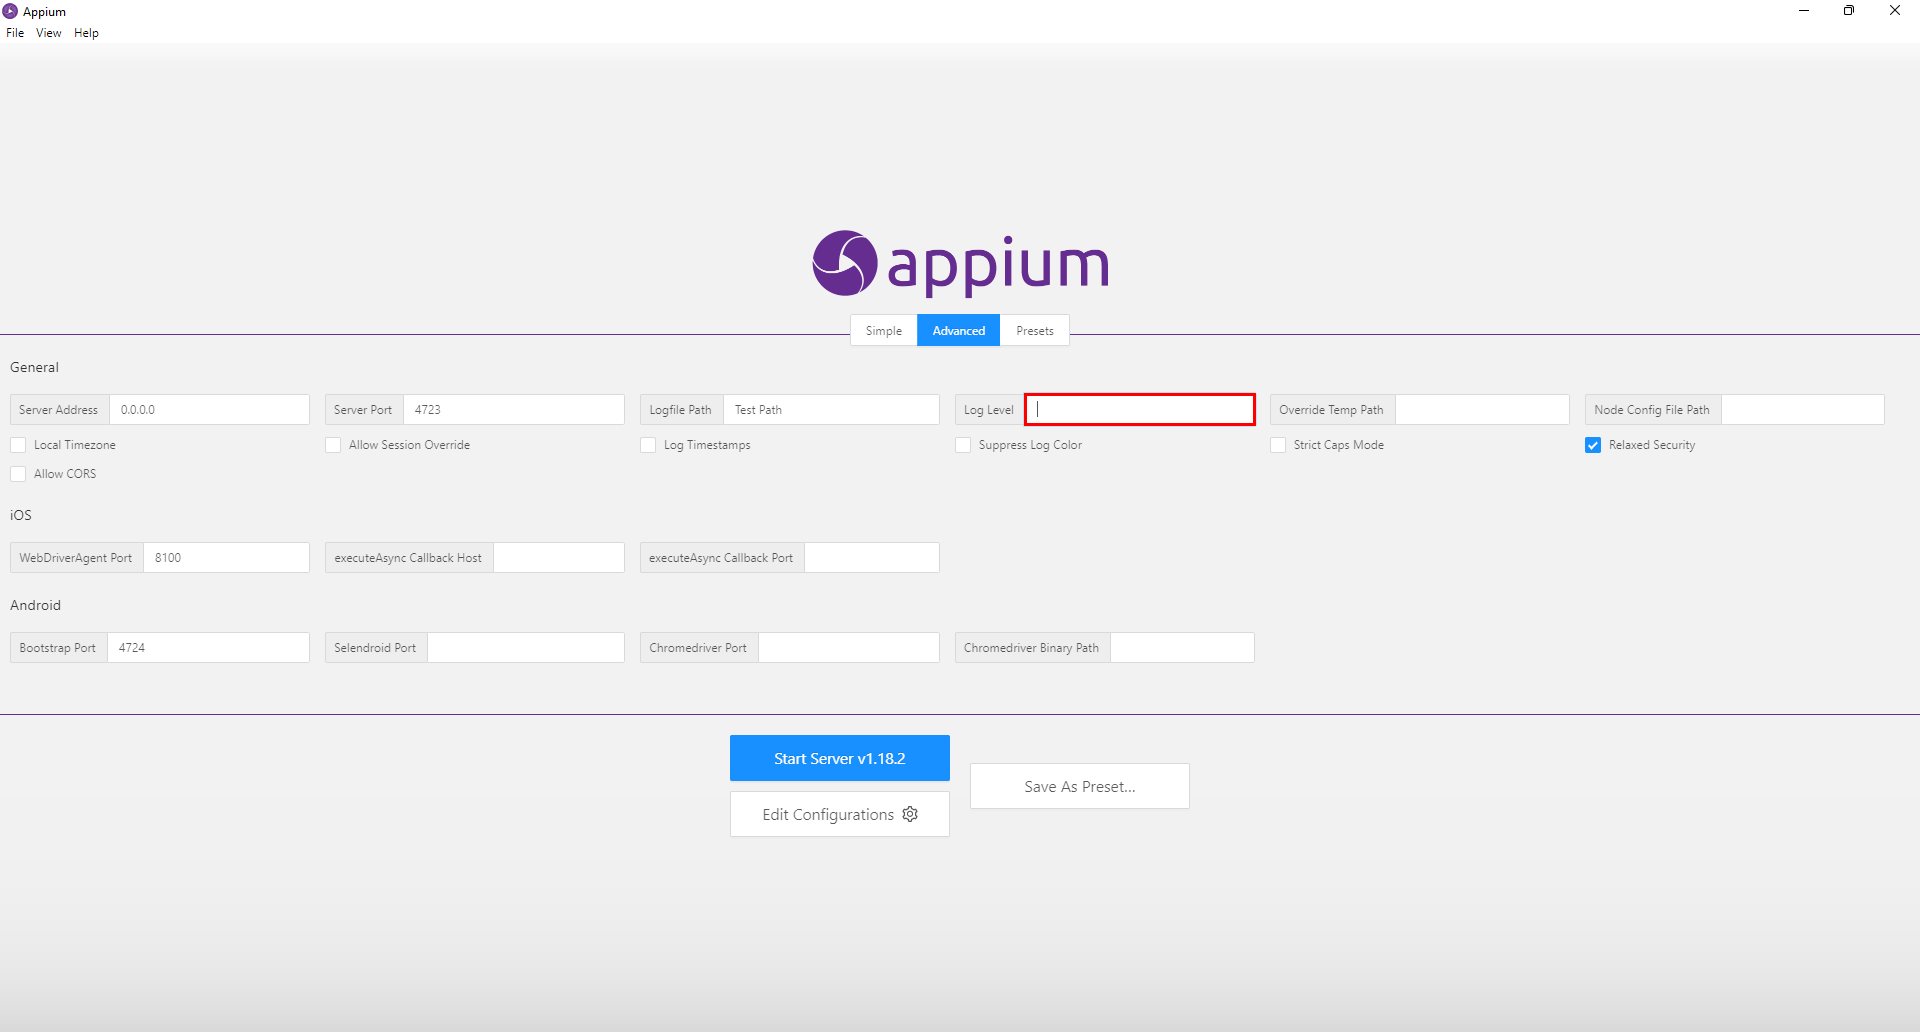 Appium
File View Help
appium
Simple Advanced Presets
General
Server Address 0.0.0.0 Server Port 4723 Logfile Path Test Path Log Level Override Temp Path Node Config File Path
Local Timezone Allow Session Override Log Timestamps Suppress Log Color Strict Caps Mode Relaxed Security
Allow CORS
iOS
WebDriverAgent Port 8100 executeAsync Callback Host executeAsync Callback Port
Android
Bootstrap Port 4724 Selendroid Port Chromedriver Port Chromedriver Binary Path
Start Server v1.18.2
Save As Preset...
Edit Configurations